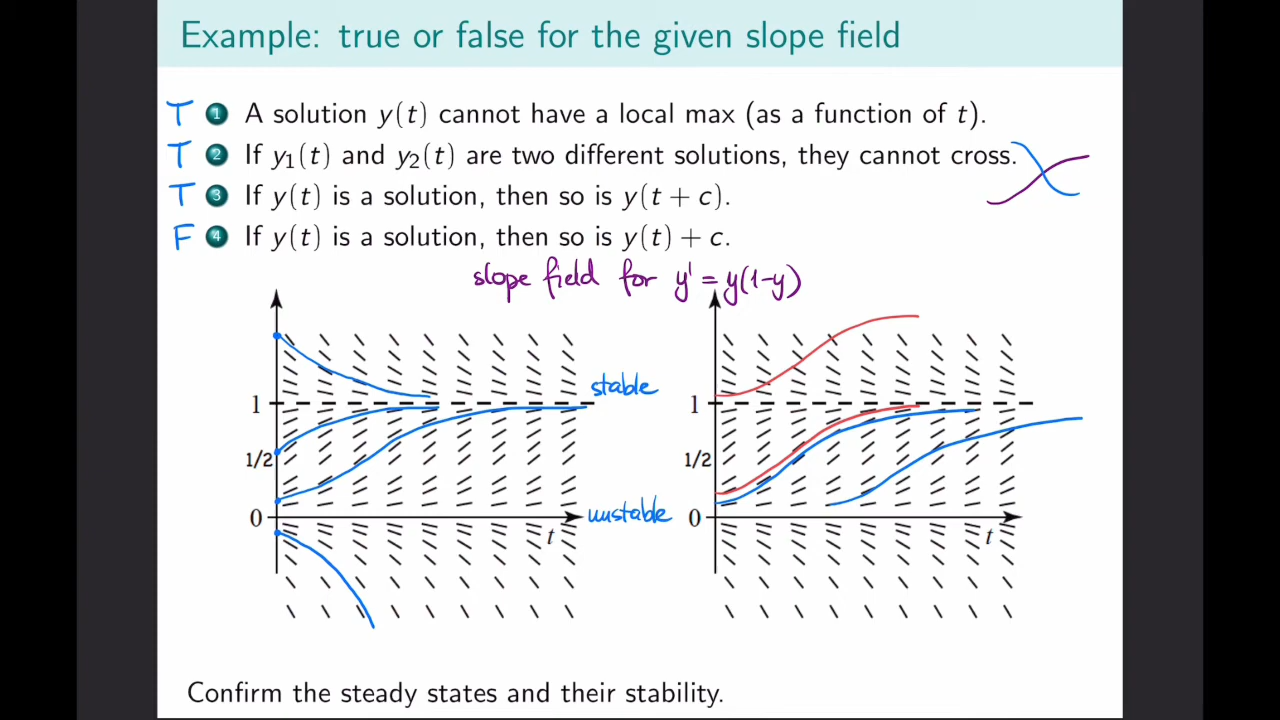 Example: true or false for the given slope field
T 1 A solution y(t) cannot have a local max (as a function of t).
T 2 If y₁(t) and y₂(t) are two different solutions, they cannot cross.
T 3 If y(t) is a solution, then so is y(t + c).
F 4 If y(t) is a solution, then so is y(t) + c.
slope field for y' = y(1-y)
stable
1
1
1/2
1/2
0
unstable
0
t
t
Confirm the steady states and their stability.